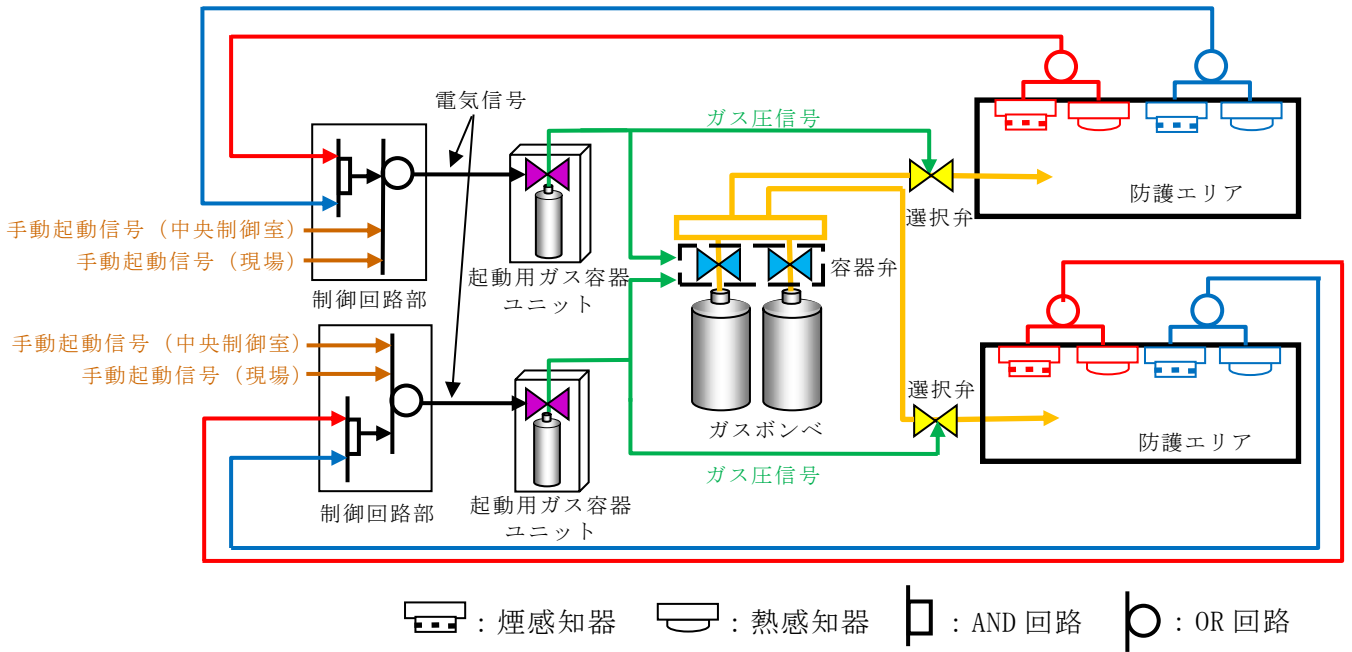 電気信号
ガス圧信号
防護エリア
選択弁
手動起動信号（中央制御室）
手動起動信号（現場）
起動用ガス容器
ユニット
容器弁
制御回路部
手動起動信号（中央制御室）
手動起動信号（現場）
選択弁
ガスボンベ
防護エリア
ガス圧信号
制御回路部
起動用ガス容器
ユニット
：煙感知器
：熱感知器
：AND 回路
：OR 回路